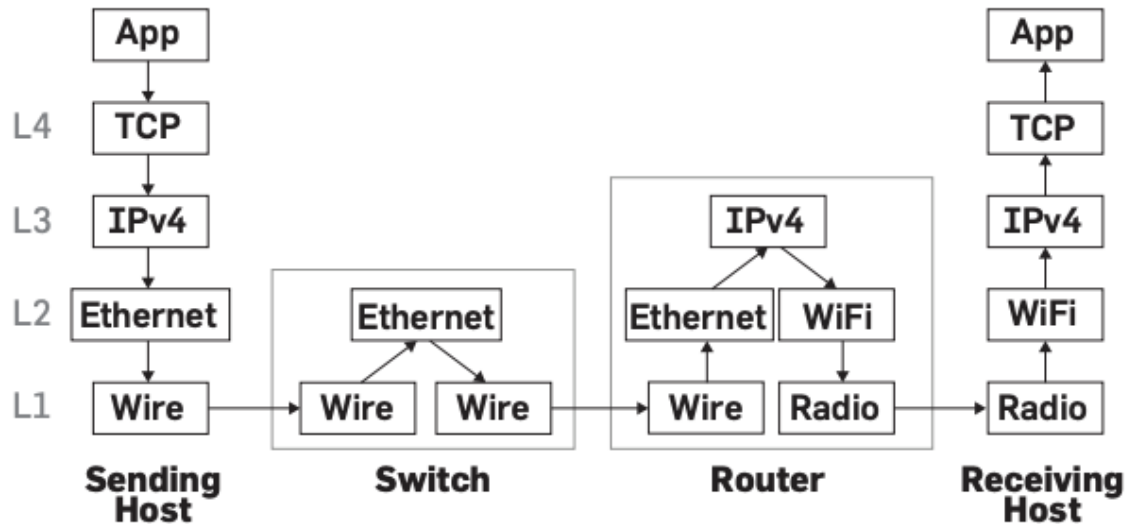 App
App
L4
TCP
TCP
L3
IPv4
IPv4
IPv4
L2
Ethernet
Ethernet
Ethernet
WiFi
WiFi
L1
Wire
Wire
Wire
Wire
Radio
Radio
Sending
Host
Switch
Router
Receiving
Host